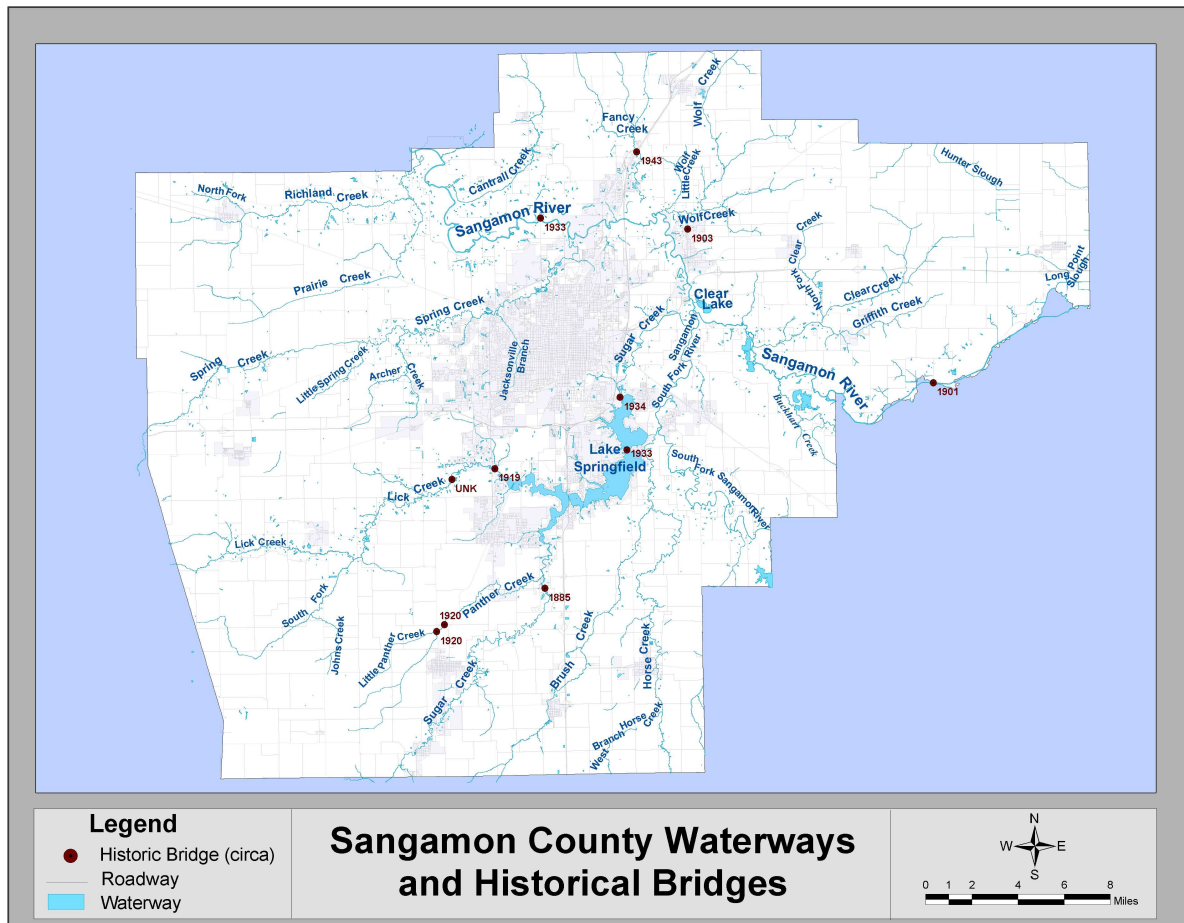 Wolf Creek
Fancy
Creek
1943
Wolf
Little Creek
Hunter Slough
Cantrall Creek
North Fork
Richland Creek
Sangamon River
1933
Wolf Creek
1903
North Fork Clear Creek
Long Point
Slough
Prairie Creek
Clear Creek
Griffith Creek
Clear
Lake
Spring Creek
Sugar Creek
South Fork Sangamon
River
Spring Creek
Little Spring Creek
Archer Creek
Jacksonville
Branch
Sangamon River
1901
1934
Buckhart Creek
Lake
Springfield
1933
1919
UNK
Lick Creek
South Fork Sangamon River
Lick Creek
South Fork
Johns Creek
Panther Creek
1885
1920
1920
Little Panther Creek
Sugar Creek
Brush Creek
Horse Creek
West Branch Horse Creek
Legend
Historic Bridge (circa)
Roadway
Waterway
Sangamon County Waterways
and Historical Bridges
N
W E
S
0 1 2 4 6 8
Miles